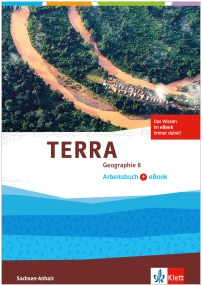 Das Wissen
im eBook
immer dabei!
TERRA
Geographie 8
Arbeitsbuch + eBook
Sachsen-Anhalt
Klett